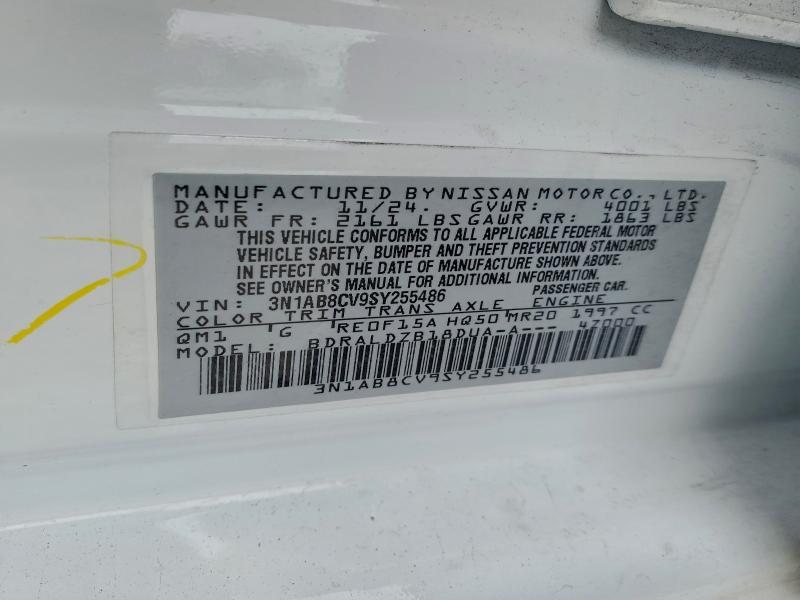 MANUFACTURED BY NISSAN MOTOR CO., LTD.
DATE: 11/24. GVWR: 4001 LBS
GAWR FR: 2161 LBS GAWR RR: 1863 LBS
THIS VEHICLE CONFORMS TO ALL APPLICABLE FEDERAL MOTOR
VEHICLE SAFETY, BUMPER AND THEFT PREVENTION STANDARDS
IN EFFECT ON THE DATE OF MANUFACTURE SHOWN ABOVE.
SEE OWNER'S MANUAL FOR ADDITIONAL INFORMATION.
VIN: 3N1AB8CV9SY255486 PASSENGER CAR.
COLOR TRIM TRANS AXLE ENGINE
QM1 'G 'RE0F15A HQ50 MR20 1997 CC
MODEL: BDRALDZB18DUA-A--- 47000
3N1AB8CV9SY255486